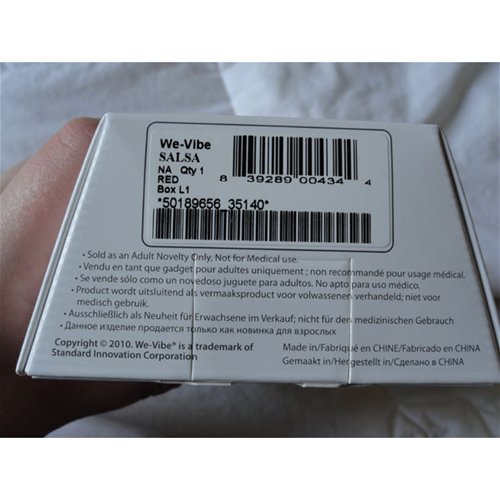 We-Vibe
SALSA
NA Qty 1
RED
Box L1
8 39289 00434 4
*50189656_35140*
• Sold as an Adult Novelty Only, Not for Medical use.
• Vendu en tant que gadget pour adultes uniquement ; non recommandé pour usage médical.
• Se vende sólo como un novedoso juguete para adultos. No apto para uso médico.
• Product wordt uitsluitend als vermaaksproduct voor volwassenen verhandeld; niet voor
medisch gebruik.
• Ausschließlich als Neuheit für Erwachsene im Verkauf; nicht für den medizinischen Gebrauch
• Данное изделие продается только как новинка для взрослых
Copyright © 2010. We-Vibe® is a trademark of
Standard Innovation Corporation
Made in/Fabriqué en CHINE/Fabricado en CHINA
Gemaakt in/Hergestellt in/Сделано в CHINA